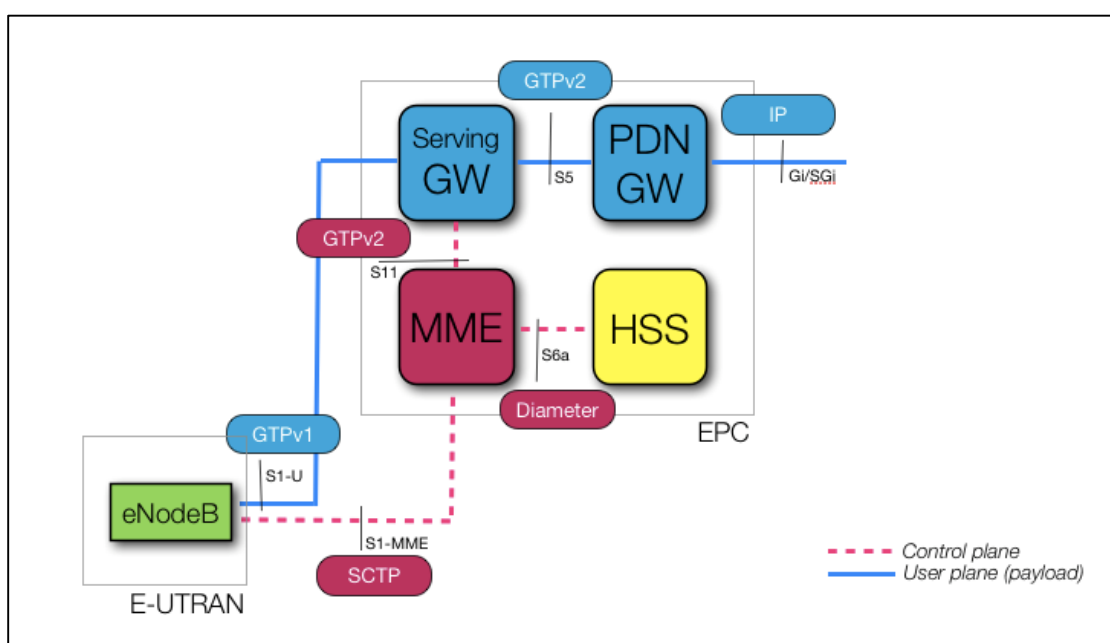 GTPv2
Serving
GW
PDN
GW
IP
S5
Gi/SGi
GTPv2
S11
MME
HSS
S6a
Diameter
EPC
GTPv1
S1-U
eNodeB
S1-MME
SCTP
E-UTRAN
Control plane
User plane (payload)